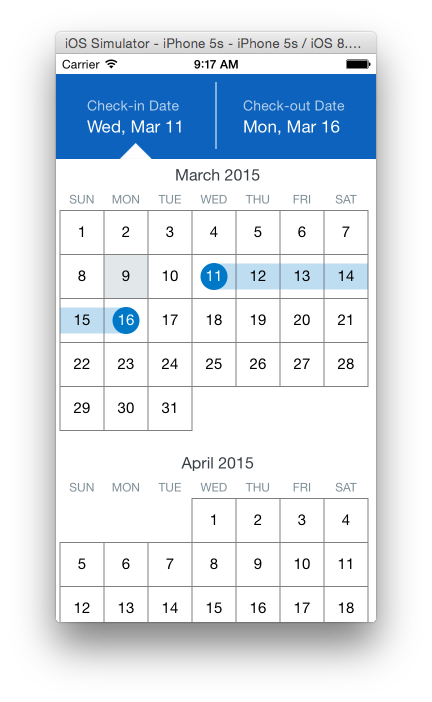 iOS Simulator - iPhone 5s - iPhone 5s / iOS 8....
Carrier 9:17 AM
Check-in Date Check-out Date
Wed, Mar 11 Mon, Mar 16
March 2015
SUN MON TUE WED THU FRI SAT
1 2 3 4 5 6 7
8 9 10 11 12 13 14
15 16 17 18 19 20 21
22 23 24 25 26 27 28
29 30 31
April 2015
SUN MON TUE WED THU FRI SAT
1 2 3 4
5 6 7 8 9 10 11
12 13 14 15 16 17 18